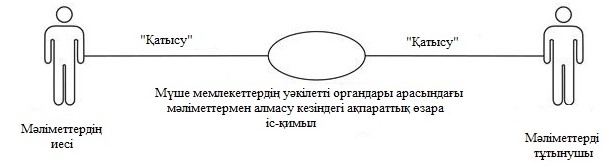 "Қатысу"
"Қатысу"
Мүше мемлекеттердің уәкілетті органдары арасындағы
мәліметтермен алмасу кезіндегі ақпараттық өзара
іс-қимыл
Мәліметтердің
иесі
Мәліметтерді
тұтынушы